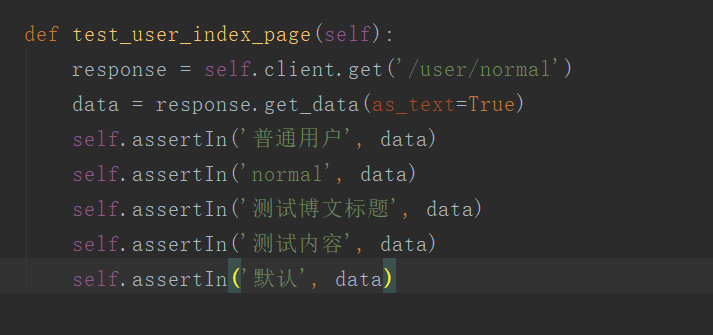 def test_user_index_page(self):
response = self.client.get('/user/normal')
data = response.get_data(as_text=True)
self.assertIn('普通用户', data)
self.assertIn('normal', data)
self.assertIn('测试博文标题', data)
self.assertIn('测试内容', data)
self.assertIn('默认', data)